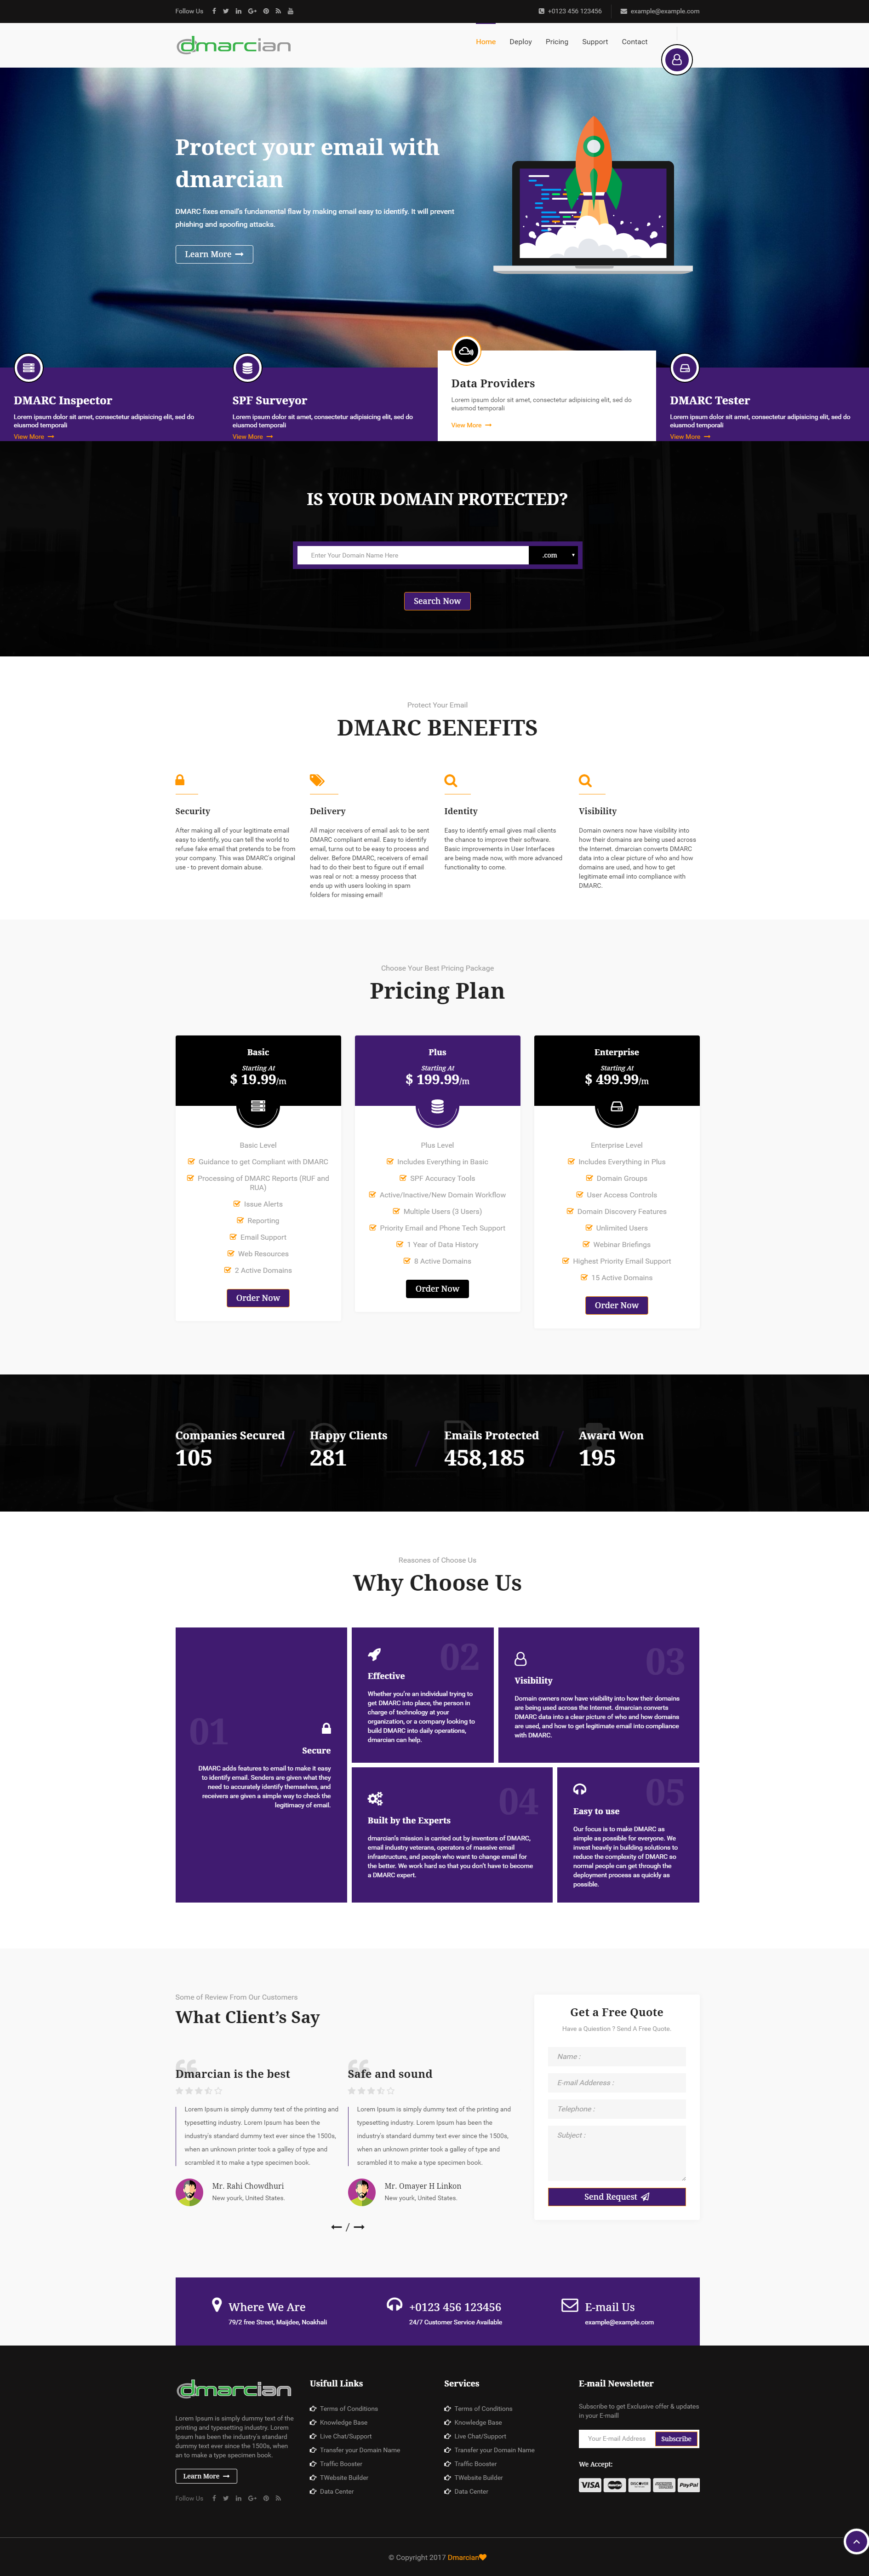 Follow Us
+0123 456 123456
example@example.com
dmarcian
Home
Deploy
Pricing
Support
Contact
Protect your email with
dmarcian
DMARC fixes email's fundamental flaw by making email easy to identify. It will prevent
phishing and spoofing attacks.
Learn More
DMARC Inspector
Lorem ipsum dolor sit amet, consectetur adipisicing elit, sed do
eiusmod temporali
View More
SPF Surveyor
Lorem ipsum dolor sit amet, consectetur adipisicing elit, sed do
eiusmod temporali
View More
Data Providers
Lorem ipsum dolor sit amet, consectetur adipisicing elit, sed do
eiusmod temporali
View More
DMARC Tester
Lorem ipsum dolor sit amet, consectetur adipisicing elit, sed do
eiusmod temporali
View More
IS YOUR DOMAIN PROTECTED?
Enter Your Domain Name Here
.com
Search Now
Protect Your Email
DMARC BENEFITS
Security
After making all of your legitimate email
easy to identify, you can tell the world to
refuse fake email that pretends to be from
your company. This was DMARC's original
use - to prevent domain abuse.
Delivery
All major receivers of email ask to be sent
DMARC compliant email. Easy to identify
email, turns out to be easy to process and
deliver. Before DMARC, receivers of email
had to do their best to figure out if email
was real or not: a messy process that
ends up with users looking in spam
folders for missing email!
Identity
Easy to identify email gives mail clients
the chance to improve their software.
Basic improvements in User Interfaces
are being made now, with more advanced
functionality to come.
Visibility
Domain owners now have visibility into
how their domains are being used across
the Internet. dmarcian converts DMARC
data into a clear picture of who and how
domains are used, and how to get
legitimate email into compliance with
DMARC.
Choose Your Best Pricing Package
Pricing Plan
Basic
Starting At
$ 19.99/m
Basic Level
Guidance to get Compliant with DMARC
Processing of DMARC Reporta (RUF and
RUA)
Issue Alerts
Reporting
Email Support
Web Resources
2 Active Domains
Order Now
Plus
Starting At
$ 199.99/m
Plus Level
Includes Everything in Basic
SPF Accuracy Tools
Active/Inactive/New Domain Workflow
Multiple Users (3 Users)
Priority Email and Phone Tech Support
1 Year of Data History
8 Active Domains
Order Now
Enterprise
Starting At
$ 499.99/m
Enterprise Level
Includes Everything in Plus
Domain Groups
User Access Controls
Domain Discovery Features
Unlimited Users
Webinar Briefings
Highest Priority Email Support
15 Active Domains
Order Now
Companies Secured
105
Happy Clients
281
Emails Protected
458,185
Award Won
195
Reasones of Choose Us
Why Choose Us
01
Secure
DMARC adds features to email to make it easy
to identify email. Senders are given what they
need to accurately identify themselves, and
receivers are given a simple way to check the
legitimacy of email.
02
Effective
Whether you're an individual trying to
get DMARC into place, the person in
charge of technology at your
organization, or a company looking to
build DMARC into daily operations,
dmarcian can help.
03
Visibility
Domain owners now have visibility into how their domains
are being used across the Internet. dmarcian converts
DMARC data into a clear picture of who and how domains
are used, and how to get legitimate email into compliance
with DMARC.
04
Built by the Experts
dmarcian's mission is carried out by inventors of DMARC,
email industry veterans, operators of massive email
infrastructure, and people who want to change email for
the better. We work hard so that you don't have to become
a DMARC expert.
05
Easy to use
Our focus is to make DMARC as
simple as possible for everyone. We
invest heavily in building solutions to
reduce the complexity of DMARC so
normal people can get through the
deployment process as quickly as
possible.
Some of Review From Our Customers
What Client's Say
Dmarcian is the best
Lorem Ipsum is simply dummy text of the printing and
typesetting industry. Lorem Ipsum has been the
industry's standard dummy text ever since the 1500s,
when an unknown printer took a galley of type and
scrambled it to make a type specimen book.
Mr. Rahi Chowdhuri
New yourk, United States.
Safe and sound
Lorem Ipsum is simply dummy text of the printing and
typesetting industry. Lorem Ipsum has been the
industry's standard dummy text ever since the 1500s,
when an unknown printer took a galley of type and
scrambled it to make a type specimen book.
Mr. Omayer H Linkon
New yourk, United States.
/
Get a Free Quote
Have a Quiestion ? Send A Free Quote.
Name :
E-mail Adderess :
Telephone :
Subject :
Send Request
Where We Are
79/2 free Street, Maijdee, Noakhali
+0123 456 123456
24/7 Customer Service Available
E-mail Us
example@example.com
dmarcian
Lorem Ipsum is simply dummy text of the
printing and typesetting industry. Lorem
Ipsum has been the industry's standard
dummy text ever since the 1500s, when
an to make a type specimen book.
Learn More
Follow Us
Usifull Links
Terms of Conditions
Knowledge Base
Live Chat/Support
Transfer your Domain Name
Traffic Booster
TWebsite Builder
Data Center
Services
Terms of Conditions
Knowledge Base
Live Chat/Support
Transfer your Domain Name
Traffic Booster
TWebsite Builder
Data Center
E-mail Newsletter
Subscribe to get Exclusive offer & updates
in your E-maill
Your E-mail Address
Subscribe
We Accept:
VISA
PayPal
© Copyright 2017 Dmarcian